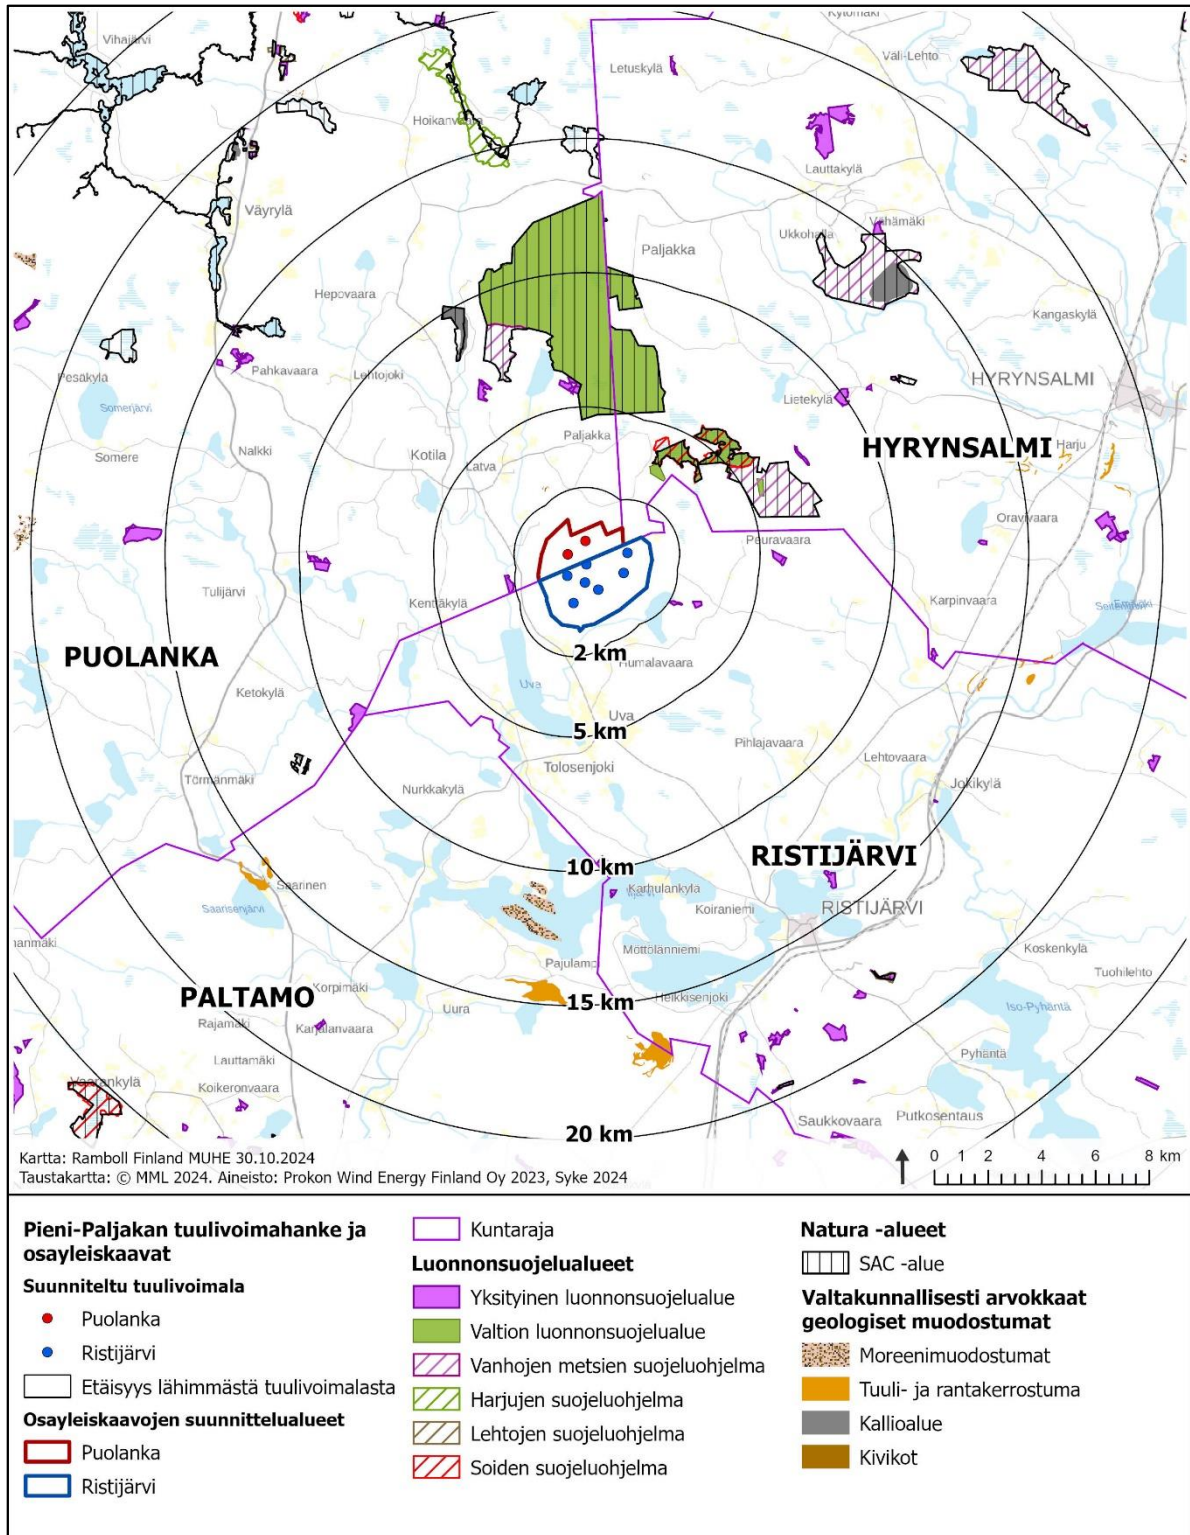 Kytömäki
Vihajärvi
Väli-Lehto
Letuskylä
Hoikanvaara
Lauttakylä
Väyrylä
Vähämäki
Ukkohalla
Paljakka
Hepovaara
Kangaskylä
Pesäkylä
Pahkavaara
Lehtojoki
HYRYNSALMI
Somerjärvi
Lietekylä
Paljakka
Harju
Somere
Nalkki
Kotila
Latva
HYRYNSALMI
Oravivaara
Peuravaara
Tulijärvi
Kenttäkylä
Karpinvaara
PUOLANKA
2 km
Humalavaara
Ketokylä
Uva
Uva
5 km
Pihlajavaara
Lehtovaara
Törmänmäki
Tolosenjoki
Jokikylä
Nurkkakylä
10 km
RISTIJÄRVI
Saarinen
Karhulankylä
Saarisenjärvi
Koiraniemi
RISTIJÄRVI
Möttölänniemi
Koskenkylä
Pajulampi
Tuohilehto
PALTAMO
Korpimäki
15 km
Heikkisenjoki
Iso-Pyhäntä
Uura
Rajamäki
Karjalanvaara
Lauttamäki
Pyhäntä
Vaarankylä
Koikeronvaara
Saukkovaara
Putkosentaus
20 km
Kartta: Ramboll Finland MUHE 30.10.2024
Taustakartta: © MML 2024. Aineisto: Prokon Wind Energy Finland Oy 2023, Syke 2024
0 1 2 4 6 8 km
Pieni-Paljakan tuulivoimahanke ja
osayleiskaavat
Suunniteltu tuulivoimala
Puolanka
Ristijärvi
Etäisyys lähimmästä tuulivoimalasta
Osayleiskaavojen suunnittelualueet
Puolanka
Ristijärvi
Kuntaraja
Luonnonsuojelualueet
Yksityinen luonnonsuojelualue
Valtion luonnonsuojelualue
Vanhojen metsien suojeluohjelma
Harjujen suojeluohjelma
Lehtojen suojeluohjelma
Soiden suojeluohjelma
Natura -alueet
SAC -alue
Valtakunnallisesti arvokkaat
geologiset muodostumat
Moreenimuodostumat
Tuuli- ja rantakerrostuma
Kallioalue
Kivikot